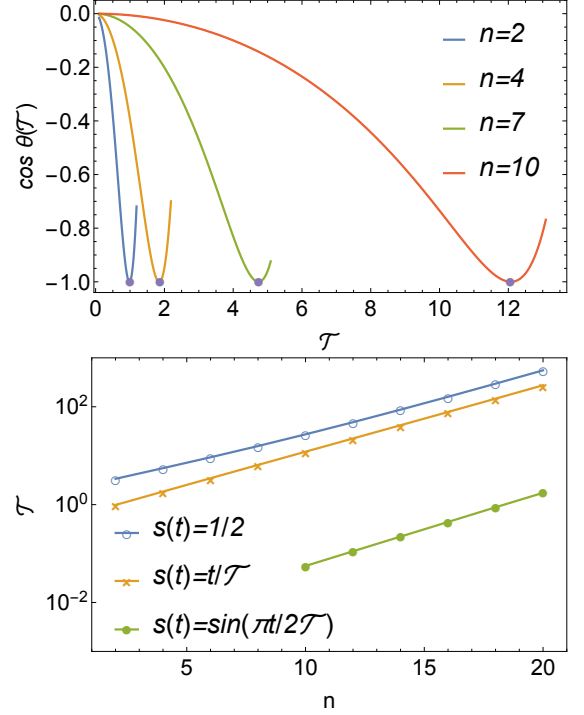 0.0
-0.2
-0.4
-0.6
-0.8
-1.0
cos θ(𝒯)
n=2
n=4
n=7
n=10
0 2 4 6 8 10 12
𝒯
10²
10⁰
10⁻²
𝒯
s(t)=1/2
s(t)=t/𝒯
s(t)=sin(πt/2𝒯)
5 10 15 20
n